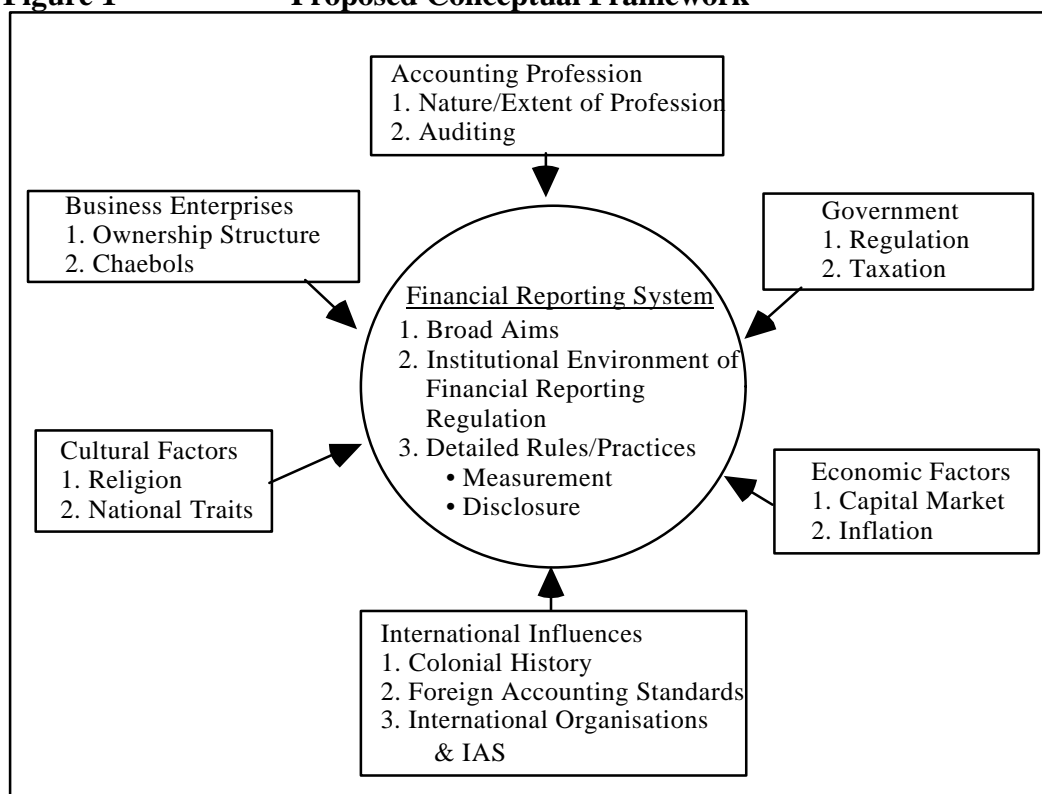 Figure 1 Proposed Conceptual Framework
Accounting Profession
1. Nature/Extent of Profession
2. Auditing
Business Enterprises
1. Ownership Structure
2. Chaebols
Government
1. Regulation
2. Taxation
Financial Reporting System
1. Broad Aims
2. Institutional Environment of
Financial Reporting
Regulation
3. Detailed Rules/Practices
• Measurement
• Disclosure
Cultural Factors
1. Religion
2. National Traits
Economic Factors
1. Capital Market
2. Inflation
International Influences
1. Colonial History
2. Foreign Accounting Standards
3. International Organisations
& IAS